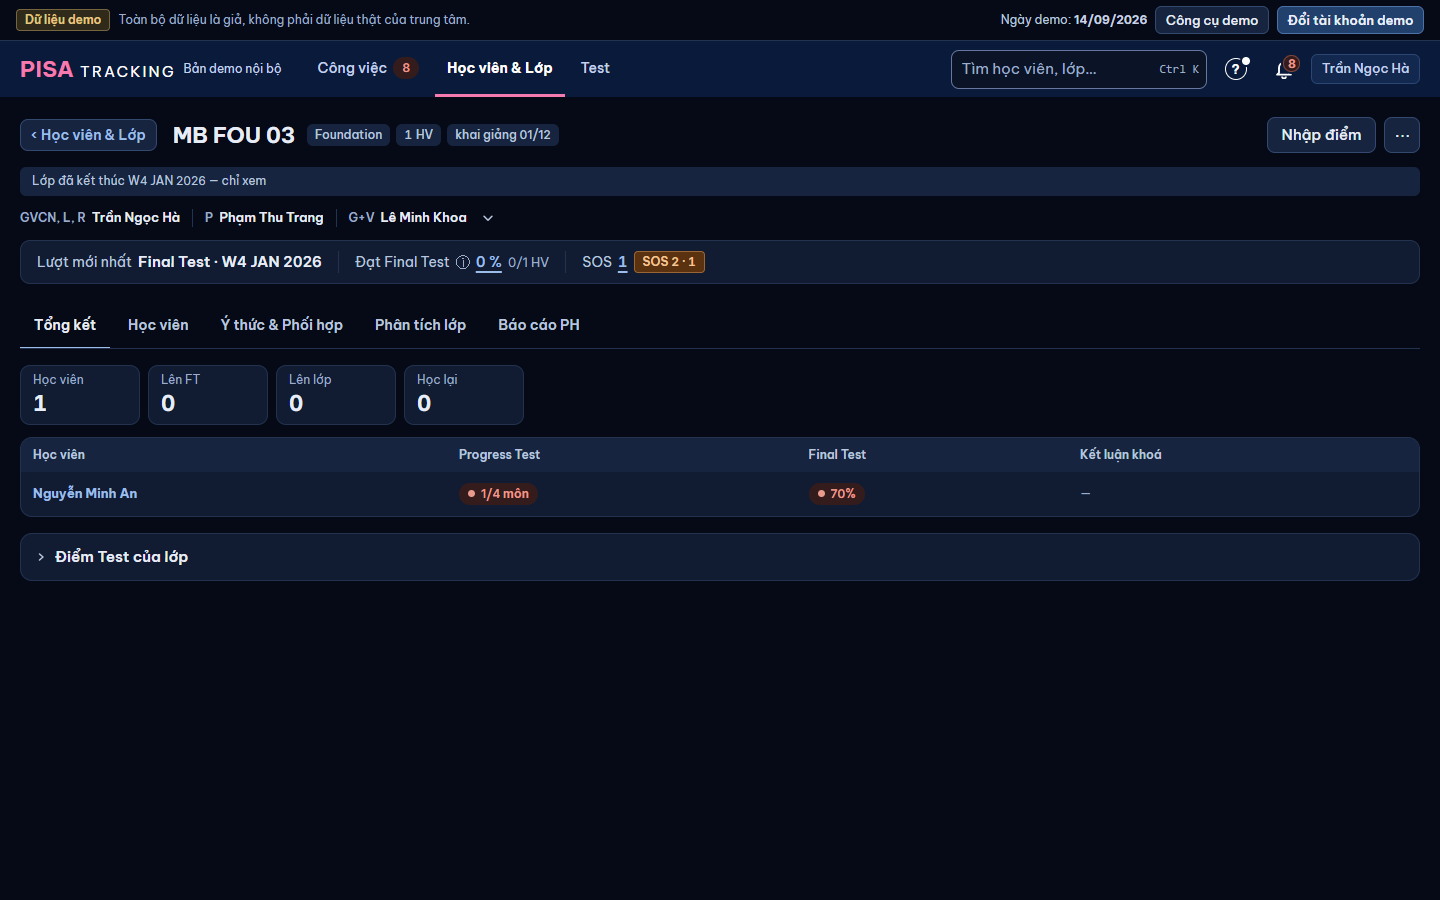 Dữ liệu demo Toàn bộ dữ liệu là giả, không phải dữ liệu thật của trung tâm. Ngày demo: 14/09/2026 Công cụ demo Đổi tài khoản demo
PISA TRACKING Bản demo nội bộ Công việc 8 Học viên & Lớp Test Tìm học viên, lớp... Ctrl K ? 8 Trần Ngọc Hà
‹ Học viên & Lớp MB FOU 03 Foundation 1 HV khai giảng 01/12 Nhập điểm ...
Lớp đã kết thúc W4 JAN 2026 — chỉ xem
GVCN, L, R Trần Ngọc Hà P Phạm Thu Trang G+V Lê Minh Khoa
Lượt mới nhất Final Test · W4 JAN 2026 Đạt Final Test ⓘ 0 % 0/1 HV SOS 1 SOS 2 · 1
Tổng kết Học viên Ý thức & Phối hợp Phân tích lớp Báo cáo PH
Học viên Lên FT Lên lớp Học lại
1 0 0 0
Học viên Progress Test Final Test Kết luận khoá
Nguyễn Minh An 1/4 môn 70% —
› Điểm Test của lớp